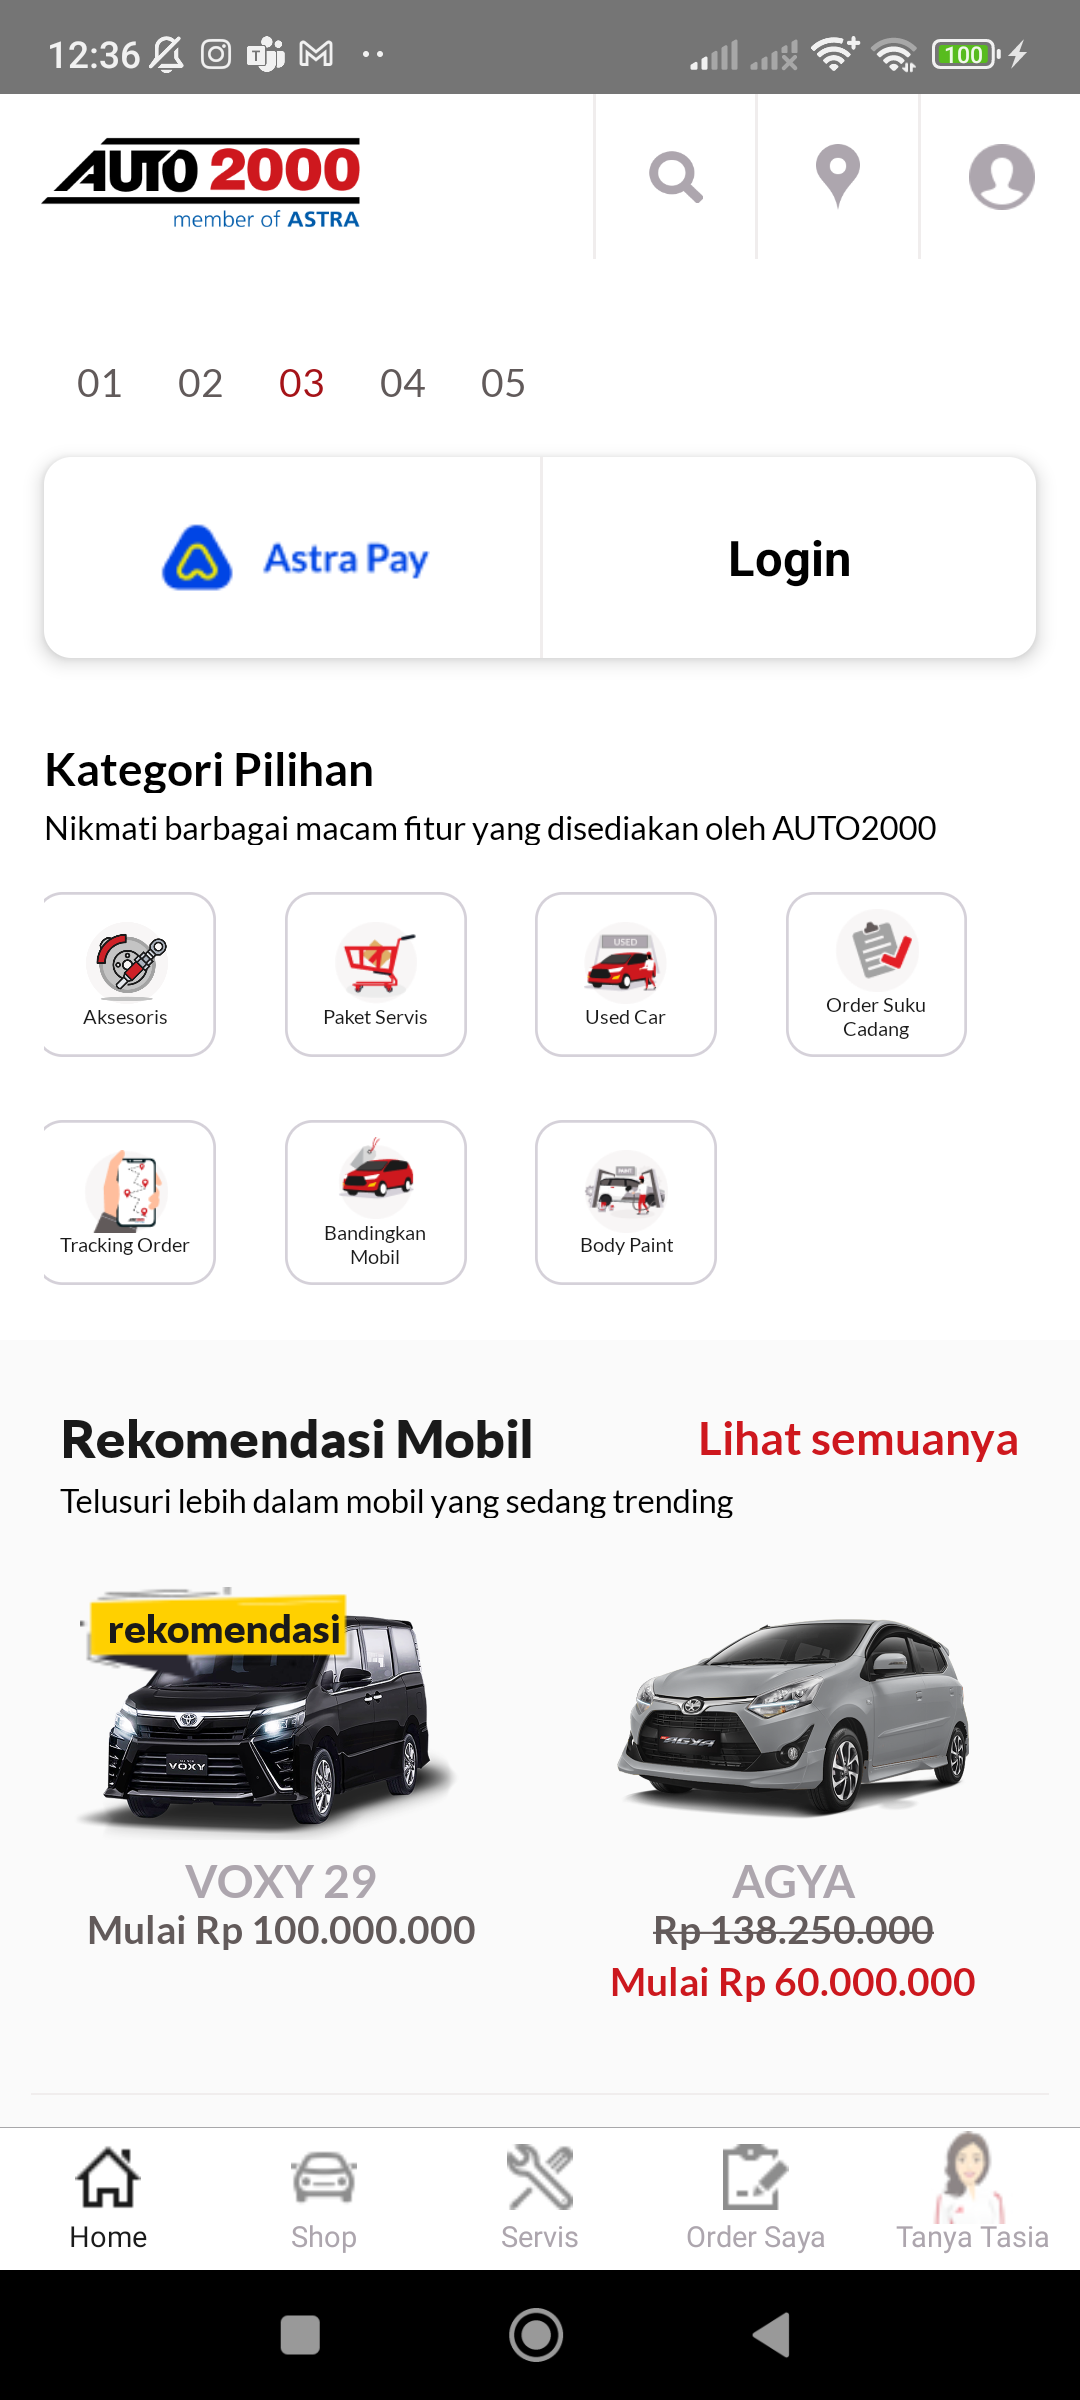 12:36
100
AUTO 2000
member of ASTRA
01 02 03 04 05
Astra Pay
Login
Kategori Pilihan
Nikmati barbagai macam fitur yang disediakan oleh AUTO2000
USED
Aksesoris
Paket Servis
Used Car
Order Suku
Cadang
PAINT
Tracking Order
Bandingkan
Mobil
Body Paint
Rekomendasi Mobil
Lihat semuanya
Telusuri lebih dalam mobil yang sedang trending
rekomendasi
VOXY
AGYA
VOXY 29
Mulai Rp 100.000.000
AGYA
Rp 138.250.000
Mulai Rp 60.000.000
Home
Shop
Servis
Order Saya
Tanya Tasia